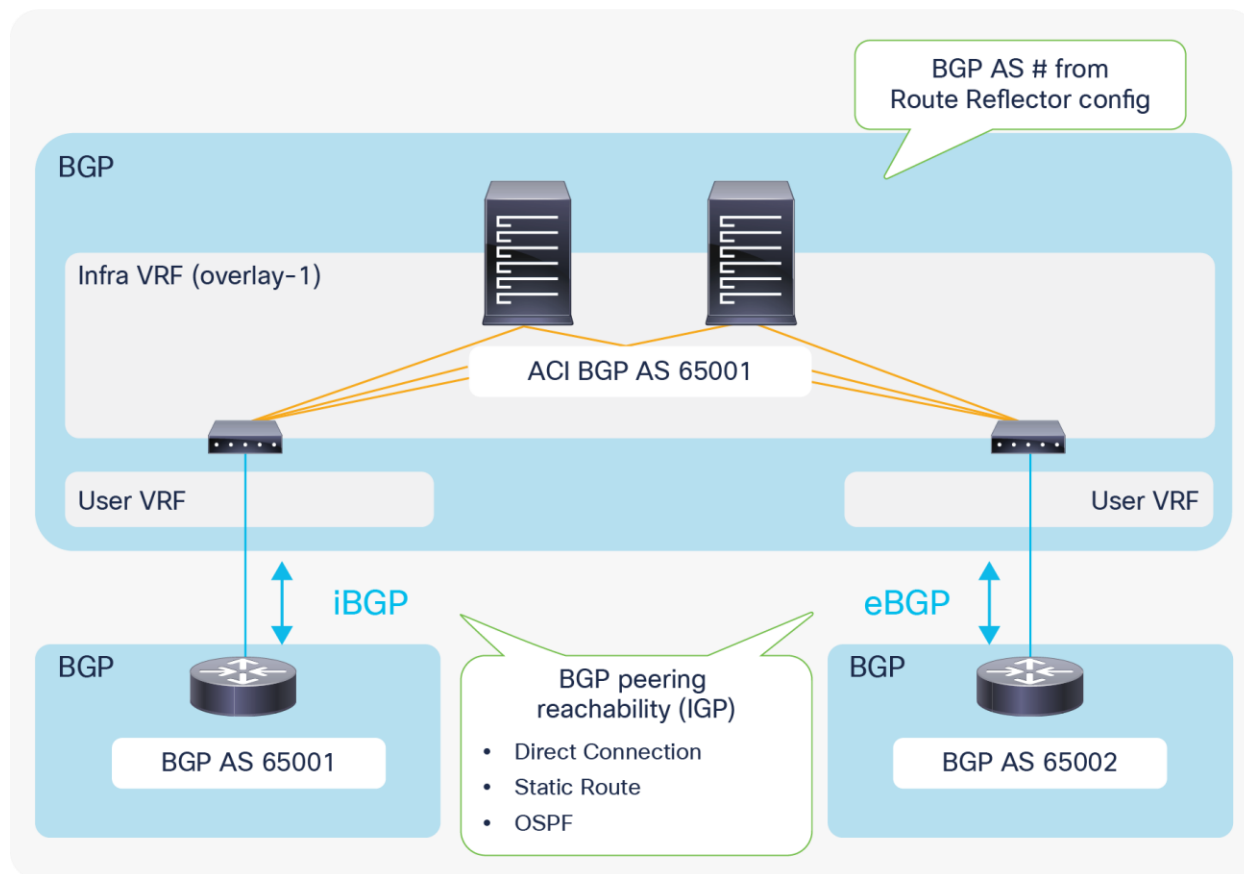 BGP AS # from
Route Reflector config
BGP
Infra VRF (overlay-1)
ACI BGP AS 65001
User VRF
User VRF
iBGP
eBGP
BGP
BGP AS 65001
BGP peering
reachability (IGP)
• Direct Connection
• Static Route
• OSPF
BGP
BGP AS 65002